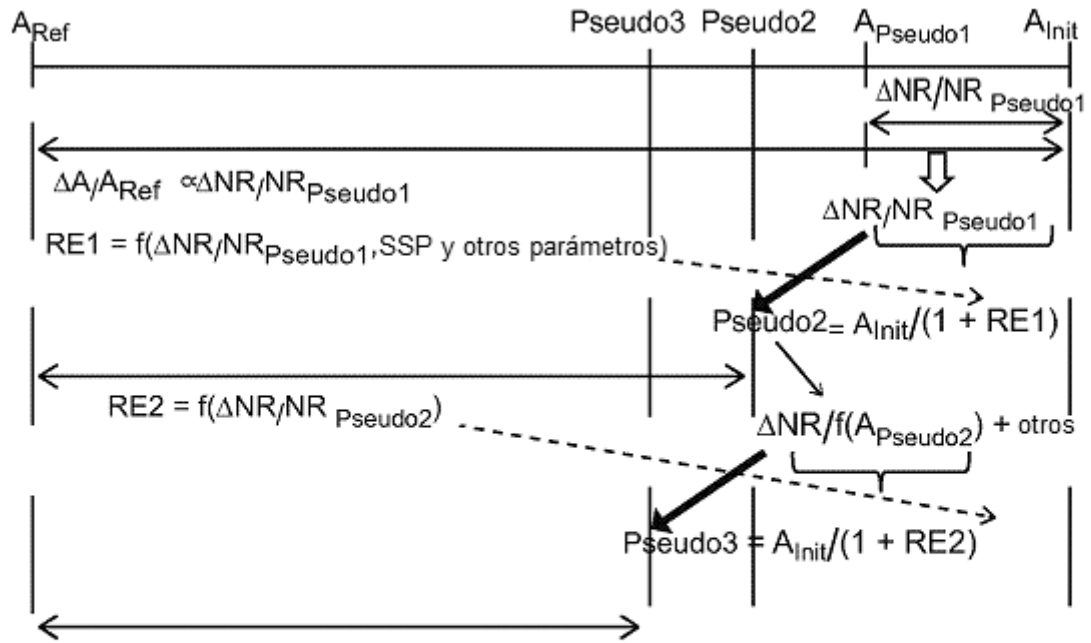 A_Ref Pseudo3 Pseudo2 A_Pseudo1 A_Init
ΔNR/NR_Pseudo1
ΔA/A_Ref ∝ΔNR/NR_Pseudo1
ΔNR/NR_Pseudo1
RE1 = f(ΔNR/NR_Pseudo1,SSP y otros parámetros)
Pseudo2= A_Init/(1 + RE1)
RE2 = f(ΔNR/NR_Pseudo2)
ΔNR/f(A_Pseudo2) + otros
Pseudo3 = A_Init/(1 + RE2)